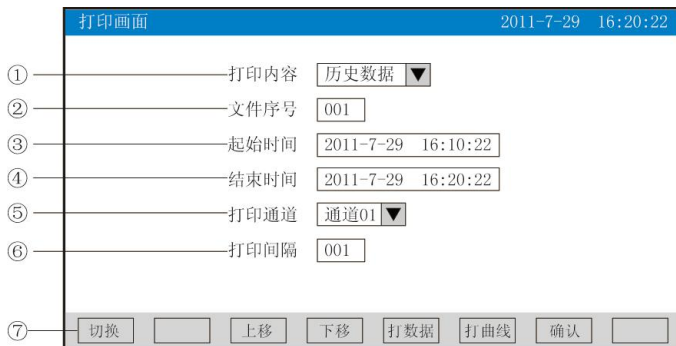 打印画面 2011-7-29 16:20:22
① 打印内容 历史数据 ▼
② 文件序号 001
③ 起始时间 2011-7-29 16:10:22
④ 结束时间 2011-7-29 16:20:22
⑤ 打印通道 通道01 ▼
⑥ 打印间隔 001
⑦ 切换 上移 下移 打数据 打曲线 确认